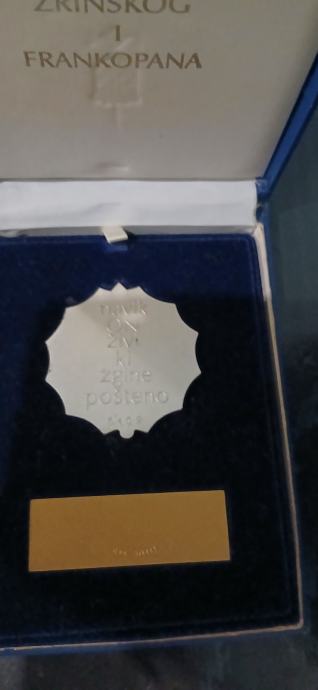 ZRINSKOG
I
FRANKOPANA
navik
ON
ŽIVI
ki
zgine
pošteno